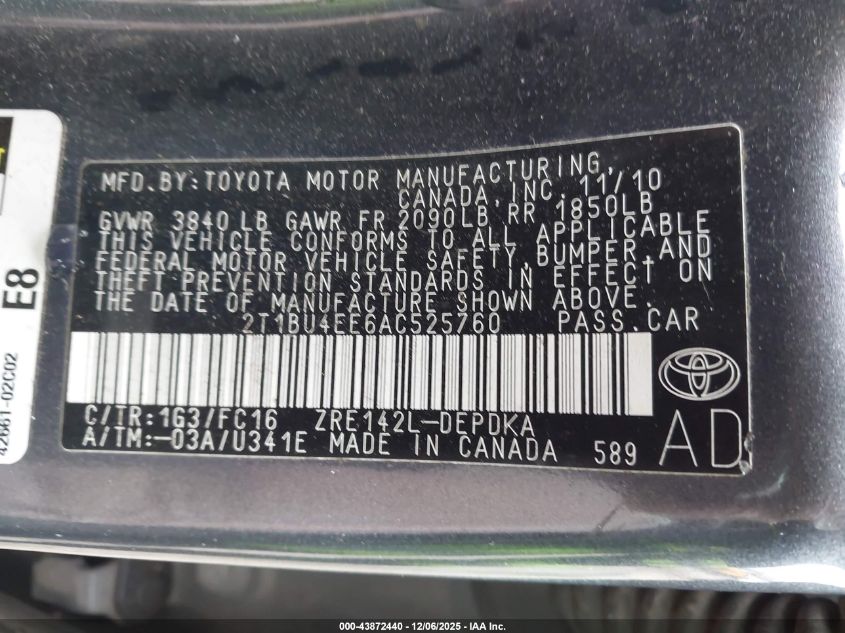 MFD.BY:TOYOTA MOTOR MANUFACTURING,
CANADA,INC. 11/10
GVWR 3840 LB GAWR FR 2090LB RR 1850LB
THIS VEHICLE CONFORMS TO ALL APPLICABLE
FEDERAL MOTOR VEHICLE SAFETY,BUMPER,AND
THEFT PREVENTION STANDARDS IN EFFECT ON
THE DATE OF MANUFACTURE SHOWN ABOVE.
2T1BU4EE6AC525760 PASS.CAR
C/TR:1G3/FC16 ZRE142L-DEPDKA
A/TM:-03A/U341E MADE IN CANADA 589
AD
E8
42661-02C02
000-43872440 - 12/06/2025 - IAA Inc.